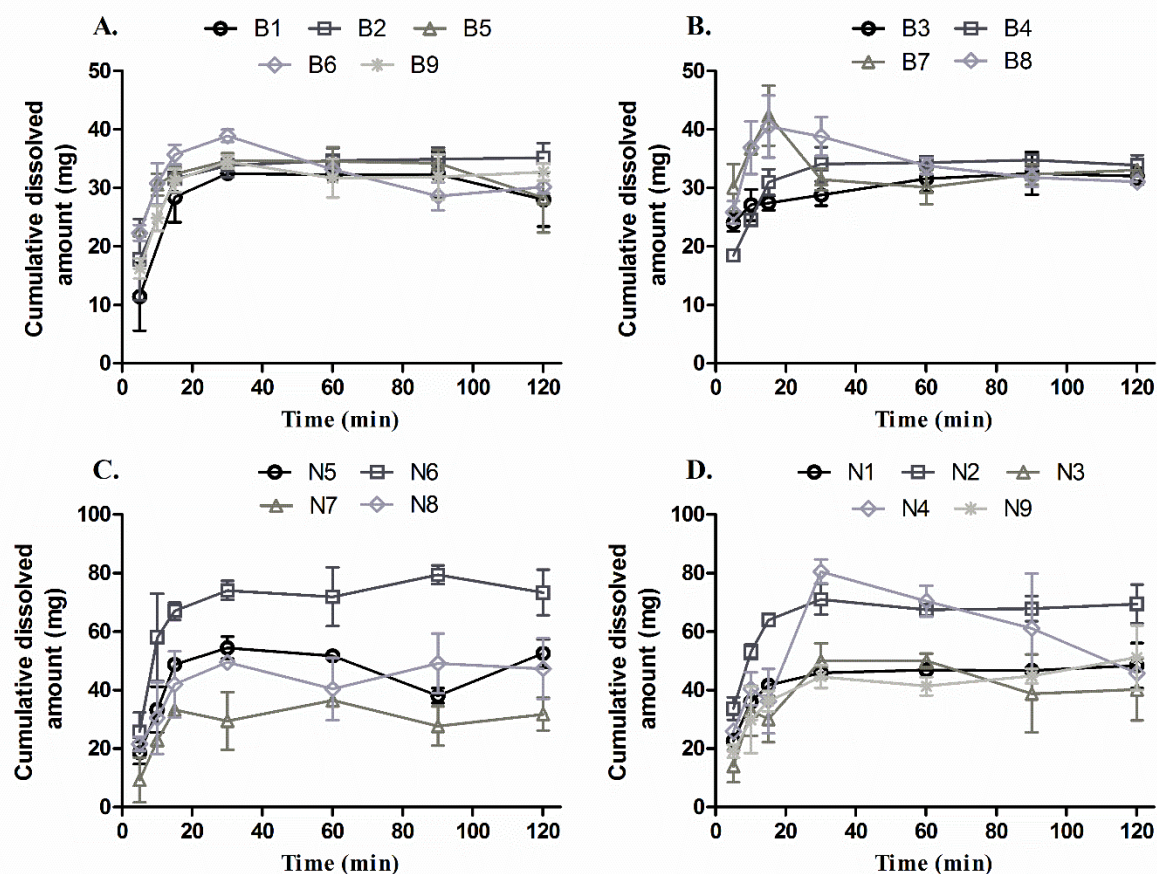 A.
B1 B2 B5
B6 B9
Cumulative dissolved
amount (mg)
50
40
30
20
10
0
0 20 40 60 80 100 120
Time (min)
B.
B3 B4
B7 B8
Cumulative dissolved
amount (mg)
50
40
30
20
10
0
0 20 40 60 80 100 120
Time (min)
C.
N5 N6
N7 N8
Cumulative dissolved
amount (mg)
100
80
60
40
20
0
0 20 40 60 80 100 120
Time (min)
D.
N1 N2 N3
N4 N9
Cumulative dissolved
amount (mg)
100
80
60
40
20
0
0 20 40 60 80 100 120
Time (min)